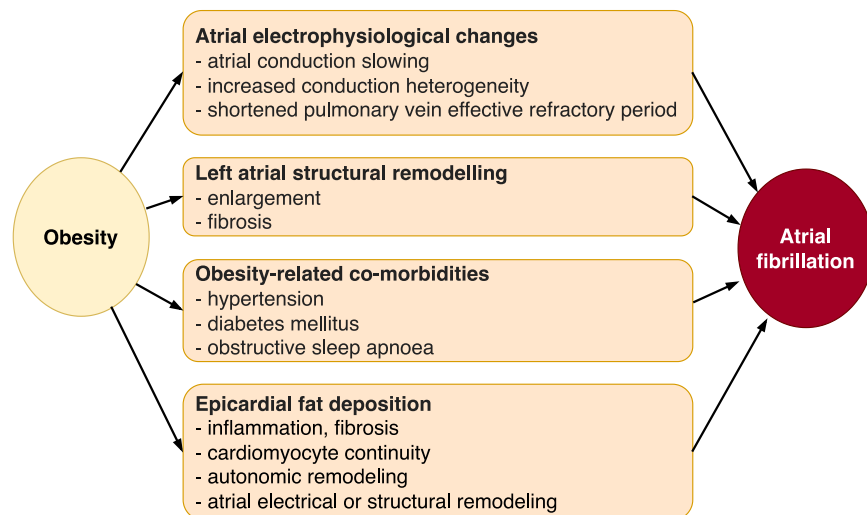 Obesity
Atrial electrophysiological changes
- atrial conduction slowing
- increased conduction heterogeneity
- shortened pulmonary vein effective refractory period
Left atrial structural remodelling
- enlargement
- fibrosis
Obesity-related co-morbidities
- hypertension
- diabetes mellitus
- obstructive sleep apnoea
Epicardial fat deposition
- inflammation, fibrosis
- cardiomyocyte continuity
- autonomic remodeling
- atrial electrical or structural remodeling
Atrial
fibrillation